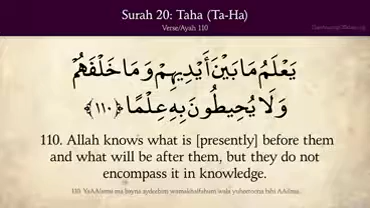 Surah 20: Taha (Ta-Ha)
Verse/Ayah 110
يَعْلَمُ مَا بَيْنَ أَيْدِيهِمْ وَمَا خَلْفَهُمْ
وَلَا يُحِيطُونَ بِهِ عِلْمًا ﴿١١٠﴾
110. Allah knows what is [presently] before them
and what will be after them, but they do not
encompass it in knowledge.